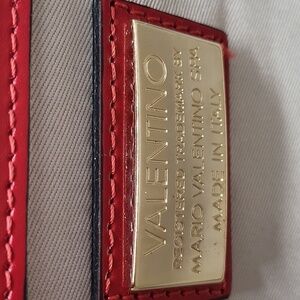 VALENTINO
REGISTERED TRADEMARK BY
MARIO VALENTINO SPA
MADE IN ITALY